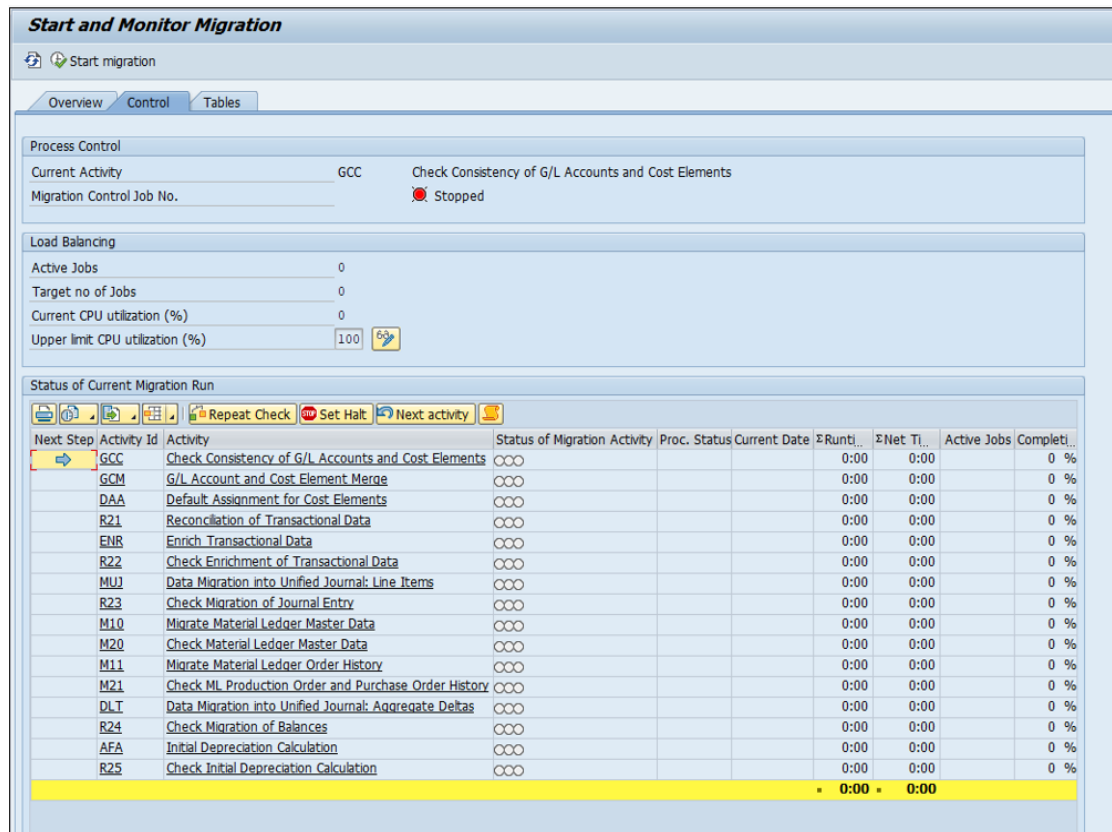 Start and Monitor Migration
Start migration
Overview Control Tables
Process Control
Current Activity GCC Check Consistency of G/L Accounts and Cost Elements
Migration Control Job No. Stopped
Load Balancing
Active Jobs 0
Target no of Jobs 0
Current CPU utilization (%) 0
Upper limit CPU utilization (%) 100
Status of Current Migration Run
Repeat Check STOP Set Halt Next activity
Next Step Activity Id Activity Status of Migration Activity Proc. Status Current Date ΣRunti... ΣNet Ti... Active Jobs Completi...
GCC Check Consistency of G/L Accounts and Cost Elements 0:00 0:00 0 %
GCM G/L Account and Cost Element Merge 0:00 0:00 0 %
DAA Default Assignment for Cost Elements 0:00 0:00 0 %
R21 Reconciliation of Transactional Data 0:00 0:00 0 %
ENR Enrich Transactional Data 0:00 0:00 0 %
R22 Check Enrichment of Transactional Data 0:00 0:00 0 %
MUJ Data Migration into Unified Journal: Line Items 0:00 0:00 0 %
R23 Check Migration of Journal Entry 0:00 0:00 0 %
M10 Migrate Material Ledger Master Data 0:00 0:00 0 %
M20 Check Material Ledger Master Data 0:00 0:00 0 %
M11 Migrate Material Ledger Order History 0:00 0:00 0 %
M21 Check ML Production Order and Purchase Order History 0:00 0:00 0 %
DLT Data Migration into Unified Journal: Aggregate Deltas 0:00 0:00 0 %
R24 Check Migration of Balances 0:00 0:00 0 %
AFA Initial Depreciation Calculation 0:00 0:00 0 %
R25 Check Initial Depreciation Calculation 0:00 0:00 0 %
0:00 0:00